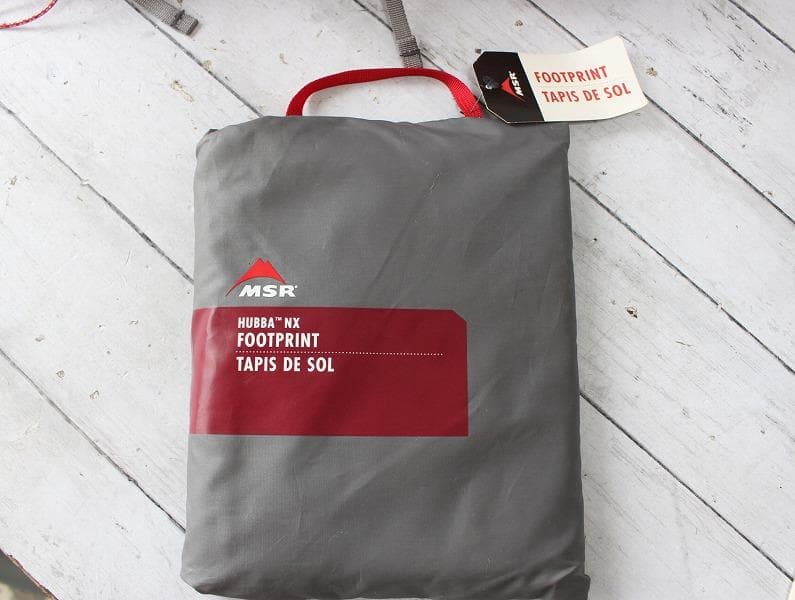 MSR
FOOTPRINT
TAPIS DE SOL
MSR®
HUBBA™ NX
FOOTPRINT
TAPIS DE SOL